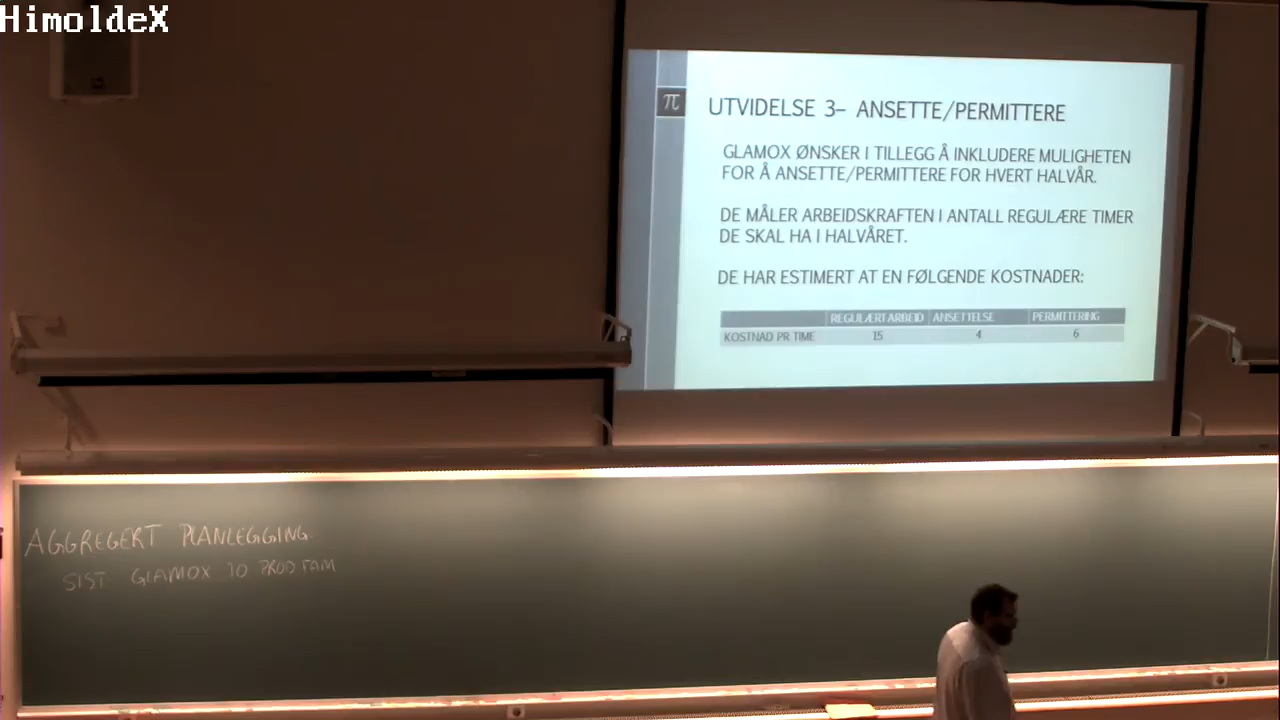 HimoldeX
π
UTVIDELSE 3– ANSETTE/PERMITTERE
GLAMOX ØNSKER I TILLEGG Å INKLUDERE MULIGHETEN
FOR Å ANSETTE/PERMITTERE FOR HVERT HALVÅR.
DE MÅLER ARBEIDSKRAFTEN I ANTALL REGULÆRE TIMER
DE SKAL HA I HALVÅRET.
DE HAR ESTIMERT AT EN FØLGENDE KOSTNADER:
REGULÆRT ARBEID ANSETTELSE PERMITTERING
KOSTNAD PR TIME 15 4 6
AGGREGERT PLANLEGGING
SIST GLAMOX TO PROD FAM